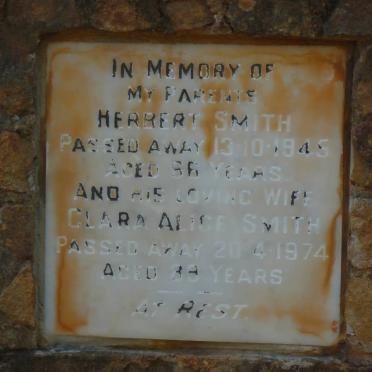 IN MEMORY OF
MY PARENTS
HERBERT SMITH
PASSED AWAY 13-10-1945
AGED
YEARS
AND HIS LOVING WIFE
CLARA ALICE SMITH
PASSED AWAY 20-4-1974
AGED
YEARS
AT REST.